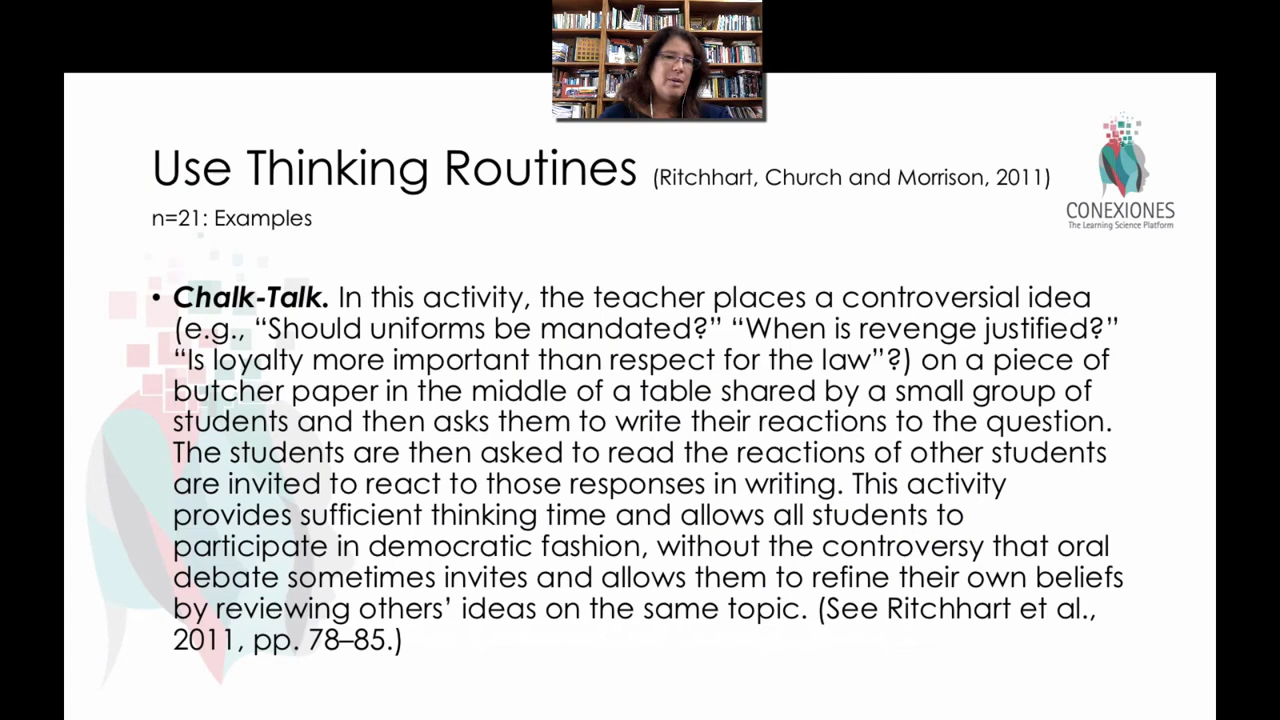 Use Thinking Routines (Ritchhart, Church and Morrison, 2011)
n=21: Examples
CONEXIONES
The Learning Science Platform
• Chalk-Talk. In this activity, the teacher places a controversial idea
(e.g., “Should uniforms be mandated?” “When is revenge justified?”
“Is loyalty more important than respect for the law”?) on a piece of
butcher paper in the middle of a table shared by a small group of
students and then asks them to write their reactions to the question.
The students are then asked to read the reactions of other students
are invited to react to those responses in writing. This activity
provides sufficient thinking time and allows all students to
participate in democratic fashion, without the controversy that oral
debate sometimes invites and allows them to refine their own beliefs
by reviewing others’ ideas on the same topic. (See Ritchhart et al.,
2011, pp. 78–85.)